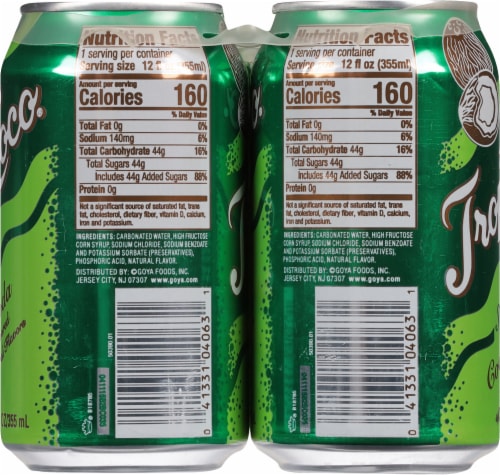 Nutrition Facts
1 serving per container
Serving size 12 fl oz (355ml)
Amount per serving
Calories 160
% Daily Value
Total Fat 0g 0%
Sodium 140mg 6%
Total Carbohydrate 44g 16%
Total Sugars 44g
Includes 44g Added Sugars 88%
Protein 0g
Not a significant source of saturated fat, trans
fat, cholesterol, dietary fiber, vitamin D, calcium,
iron and potassium.
INGREDIENTS: CARBONATED WATER, HIGH FRUCTOSE
CORN SYRUP, SODIUM CHLORIDE, SODIUM BENZOATE
AND POTASSIUM SORBATE (PRESERVATIVES),
PHOSPHORIC ACID, NATURAL FLAVOR.
DISTRIBUTED BY: ©GOYA FOODS, INC.
JERSEY CITY, NJ 07307 www.goya.com
0 41331 04063 1
50390.01
Coco.
355 mL
Nutrition Facts
1 serving per container
Serving size 12 fl oz (355ml)
Amount per serving
Calories 160
% Daily Value
Total Fat 0g 0%
Sodium 140mg 6%
Total Carbohydrate 44g 16%
Total Sugars 44g
Includes 44g Added Sugars 88%
Protein 0g
Not a significant source of saturated fat, trans
fat, cholesterol, dietary fiber, vitamin D, calcium,
iron and potassium.
INGREDIENTS: CARBONATED WATER, HIGH FRUCTOSE
CORN SYRUP, SODIUM CHLORIDE, SODIUM BENZOATE
AND POTASSIUM SORBATE (PRESERVATIVES),
PHOSPHORIC ACID, NATURAL FLAVOR.
DISTRIBUTED BY: ©GOYA FOODS, INC.
JERSEY CITY, NJ 07307 www.goya.com
0 41331 04063 1
50390.01
Tro
Co